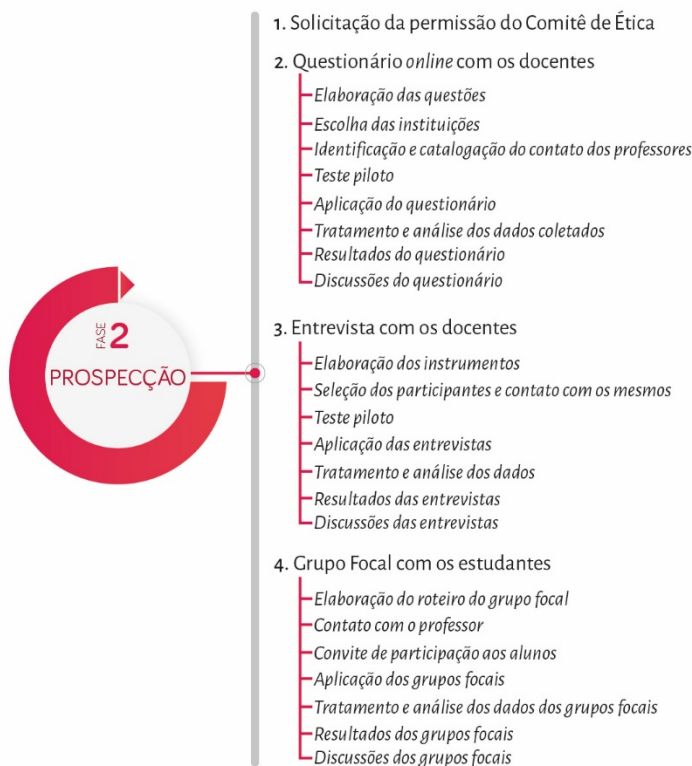 FASE 2
PROSPECÇÃO
1. Solicitação da permissão do Comitê de Ética
2. Questionário online com os docentes
Elaboração das questões
Escolha das instituições
Identificação e catalogação do contato dos professores
Teste piloto
Aplicação do questionário
Tratamento e análise dos dados coletados
Resultados do questionário
Discussões do questionário
3. Entrevista com os docentes
Elaboração dos instrumentos
Seleção dos participantes e contato com os mesmos
Teste piloto
Aplicação das entrevistas
Tratamento e análise dos dados
Resultados das entrevistas
Discussões das entrevistas
4. Grupo Focal com os estudantes
Elaboração do roteiro do grupo focal
Contato com o professor
Convite de participação aos alunos
Aplicação dos grupos focais
Tratamento e análise dos dados dos grupos focais
Resultados dos grupos focais
Discussões dos grupos focais